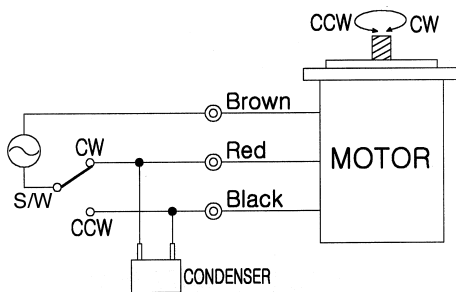 CCW CW
Brown
CW
Red
MOTOR
S/W
Black
CCW
CONDENSER